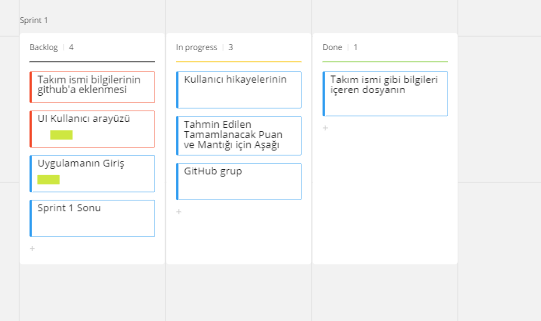 Sprint 1
Backlog | 4
Takım ismi bilgilerinin
github'a eklenmesi
UI Kullanıcı arayüzü
Uygulamanın Giriş
Sprint 1 Sonu
+
In progress | 3
Kullanıcı hikayelerinin
Tahmin Edilen
Tamamlanacak Puan
ve Mantığı için Aşağı
GitHub grup
+
Done | 1
Takım ismi gibi bilgileri
içeren dosyanın
+